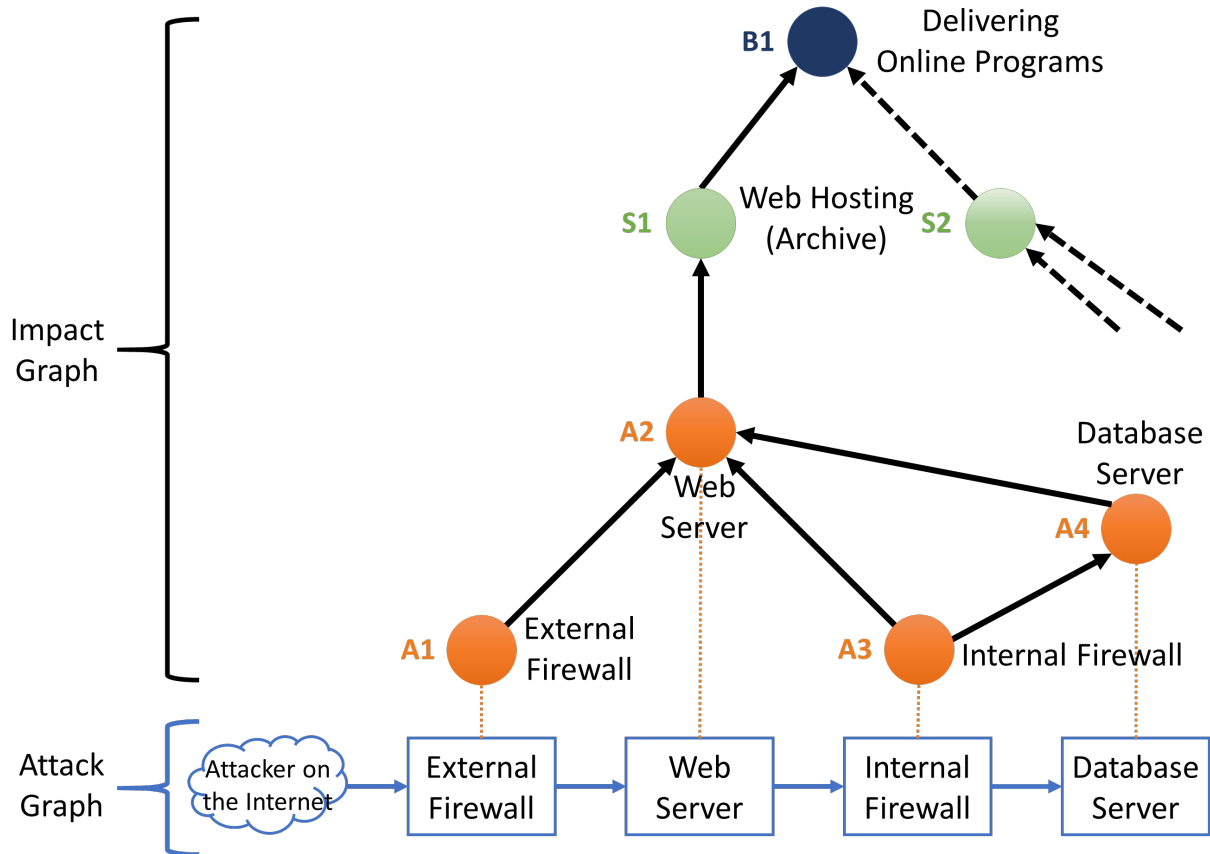 B1
Delivering
Online Programs
S1
Web Hosting
(Archive)
S2
Impact
Graph
A2
Web
Server
Database
Server
A4
A1
External
Firewall
A3
Internal Firewall
Attack
Graph
Attacker on
the Internet
External
Firewall
Web
Server
Internal
Firewall
Database
Server